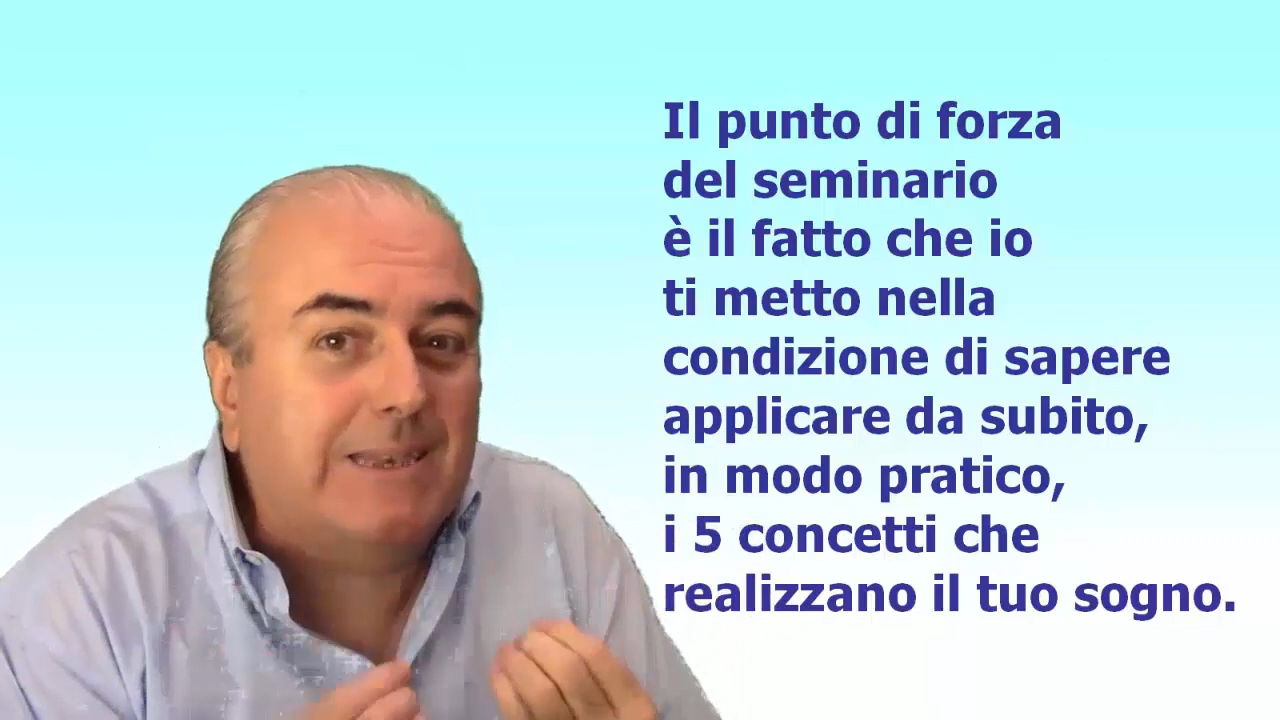 Il punto di forza
del seminario
è il fatto che io
ti metto nella
condizione di sapere
applicare da subito,
in modo pratico,
i 5 concetti che
realizzano il tuo sogno.